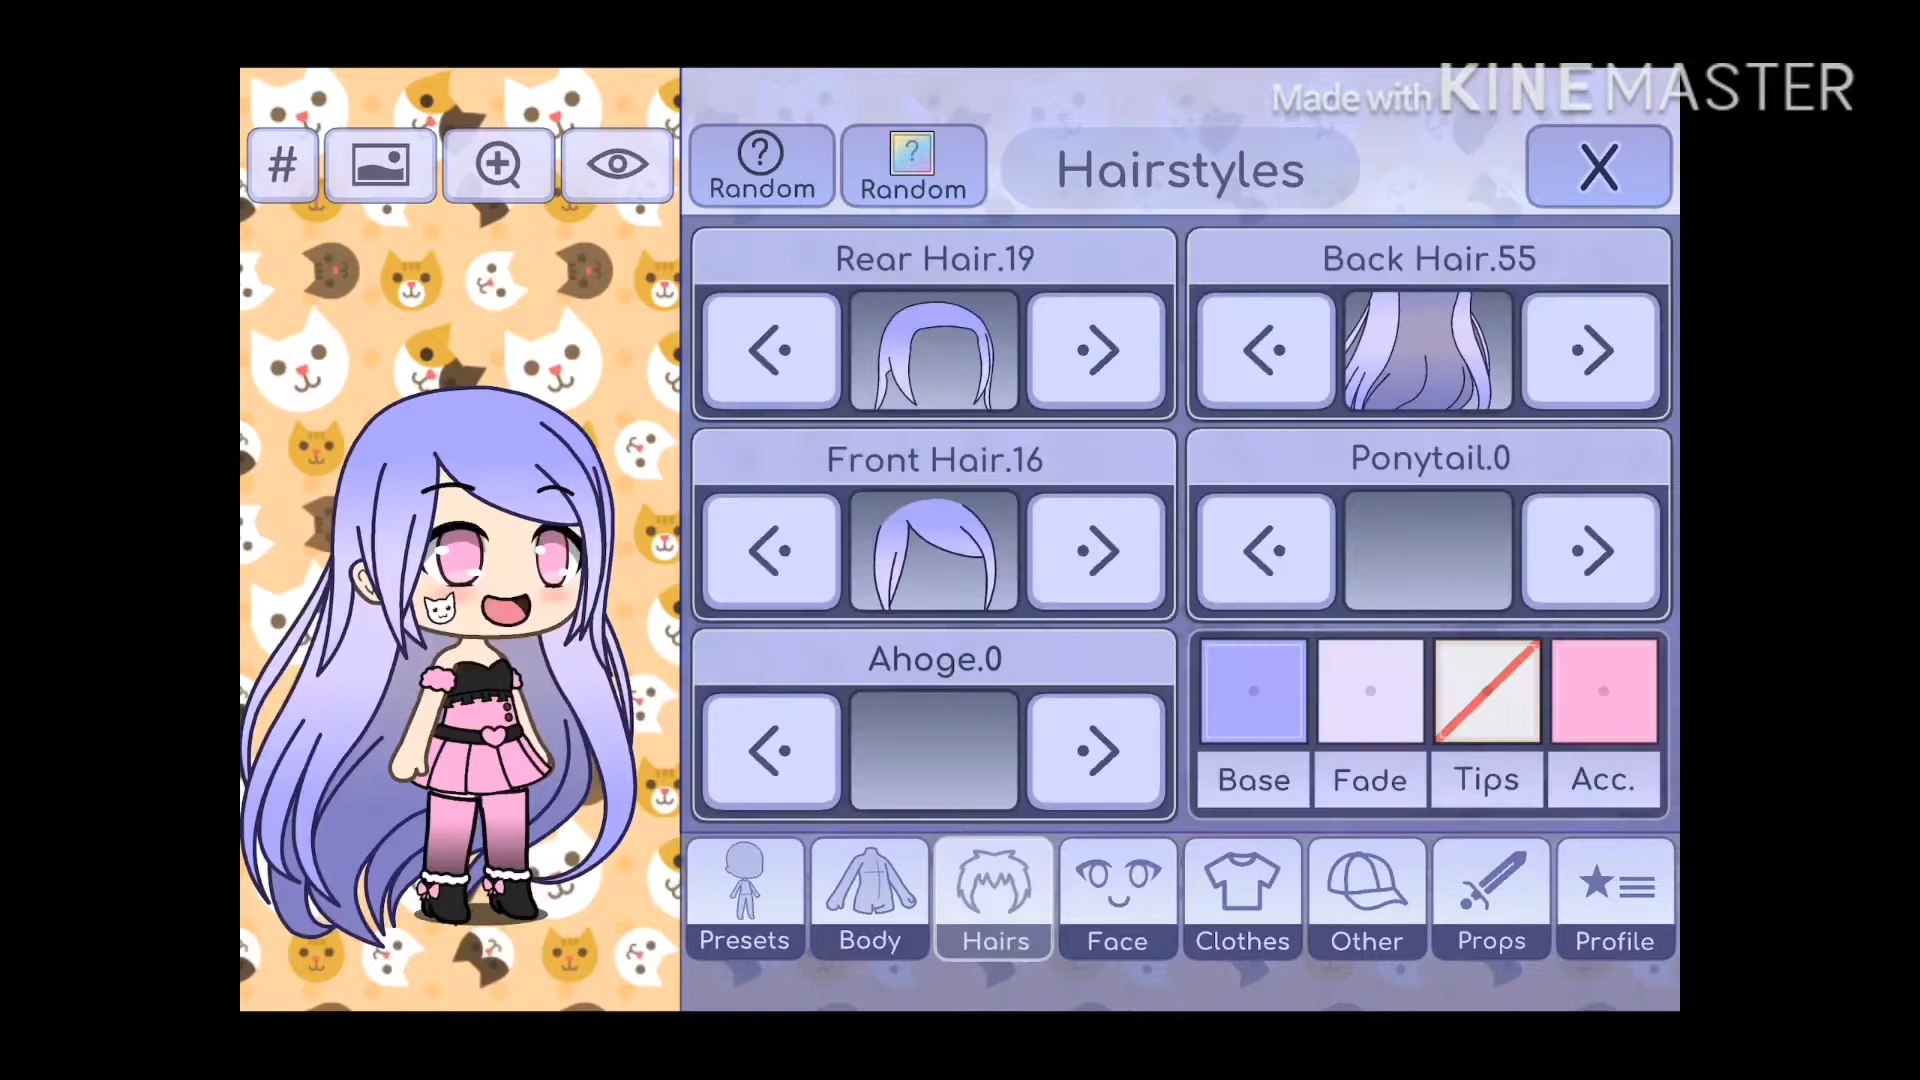 Made with KINEMASTER
#
? Random
? Random
Hairstyles
X
Rear Hair.19
Back Hair.55
Front Hair.16
Ponytail.0
Ahoge.0
Base
Fade
Tips
Acc.
Presets
Body
Hairs
Face
Clothes
Other
Props
Profile